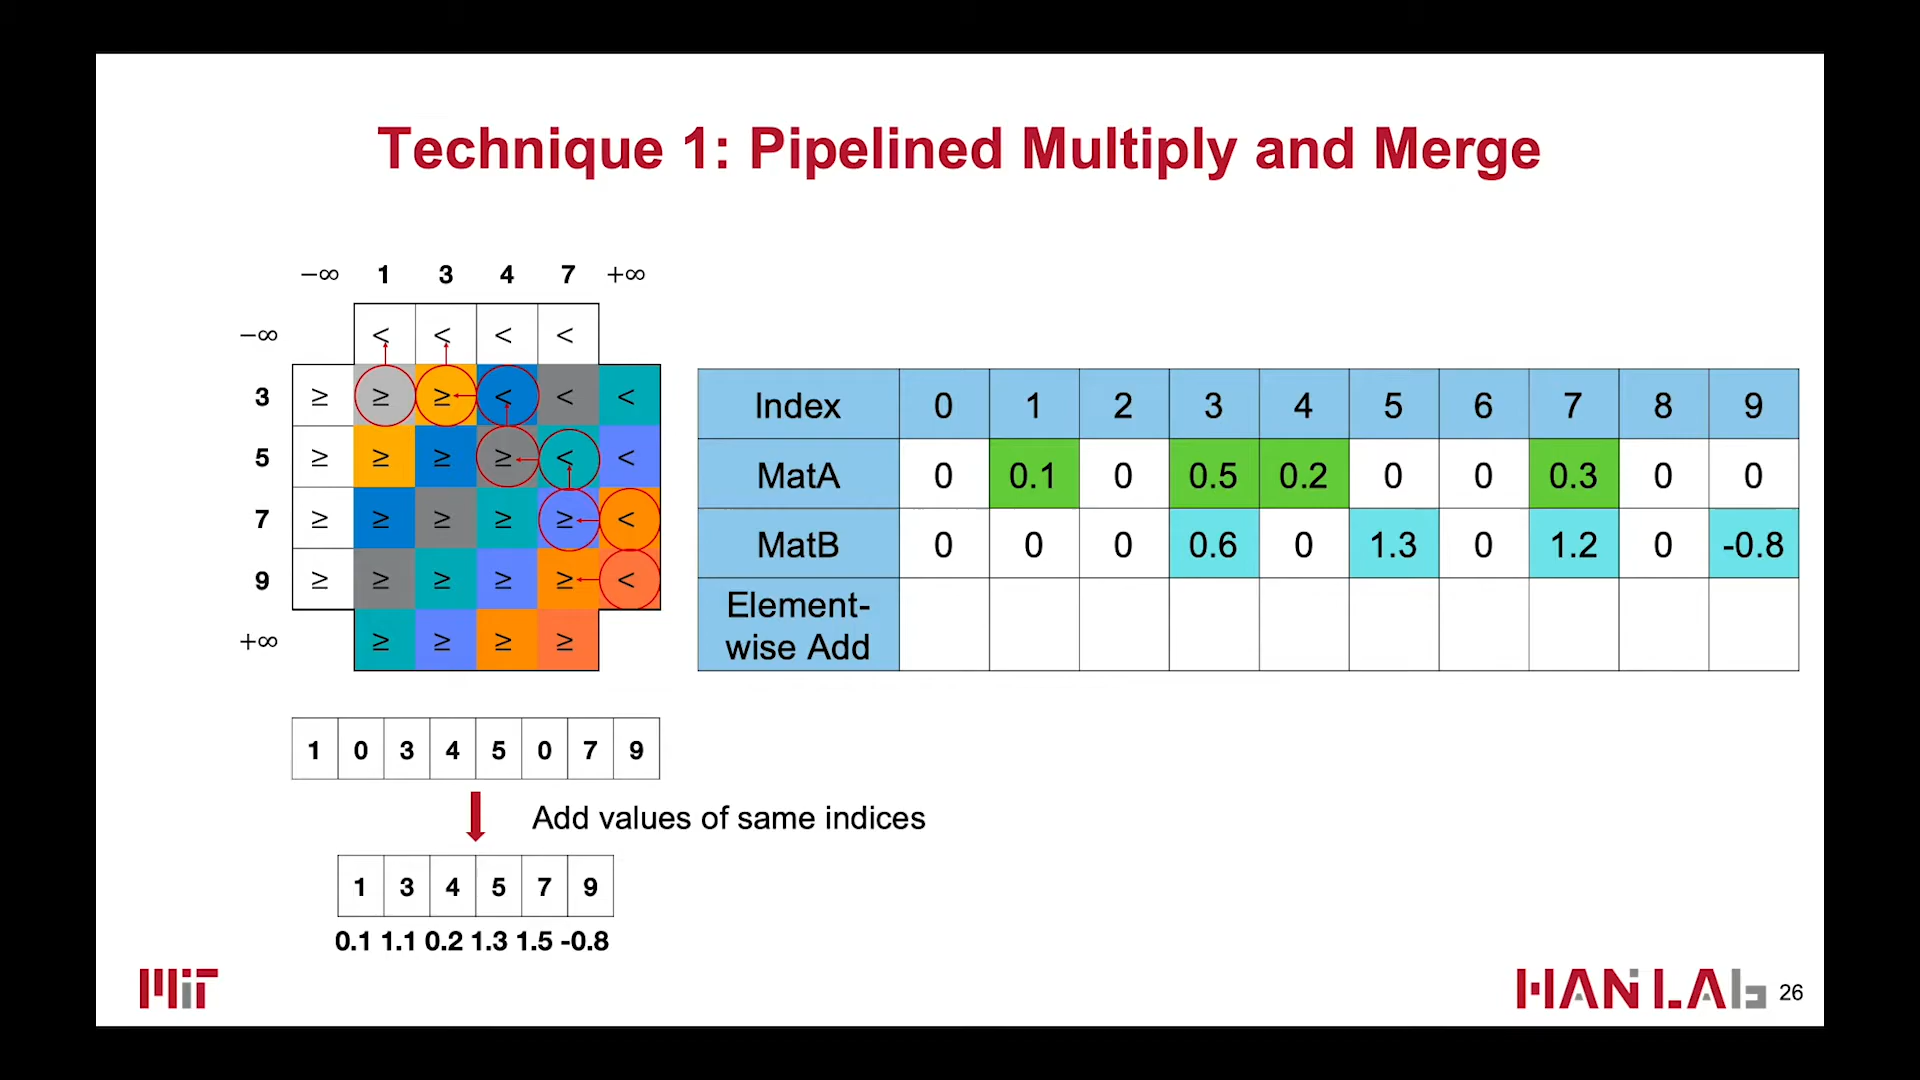 Technique 1: Pipelined Multiply and Merge
−∞ 1 3 4 7 +∞
−∞ < < < <
3 ≥ ≥ ≥ < < <
5 ≥ ≥ ≥ ≥ < <
7 ≥ ≥ ≥ ≥ ≥ <
9 ≥ ≥ ≥ ≥ ≥ <
+∞ ≥ ≥ ≥ ≥
Index 0 1 2 3 4 5 6 7 8 9
MatA 0 0.1 0 0.5 0.2 0 0 0.3 0 0
MatB 0 0 0 0.6 0 1.3 0 1.2 0 -0.8
Element-
wise Add
1 0 3 4 5 0 7 9
Add values of same indices
1 3 4 5 7 9
0.1 1.1 0.2 1.3 1.5 -0.8
MIT
HAN LAb
26